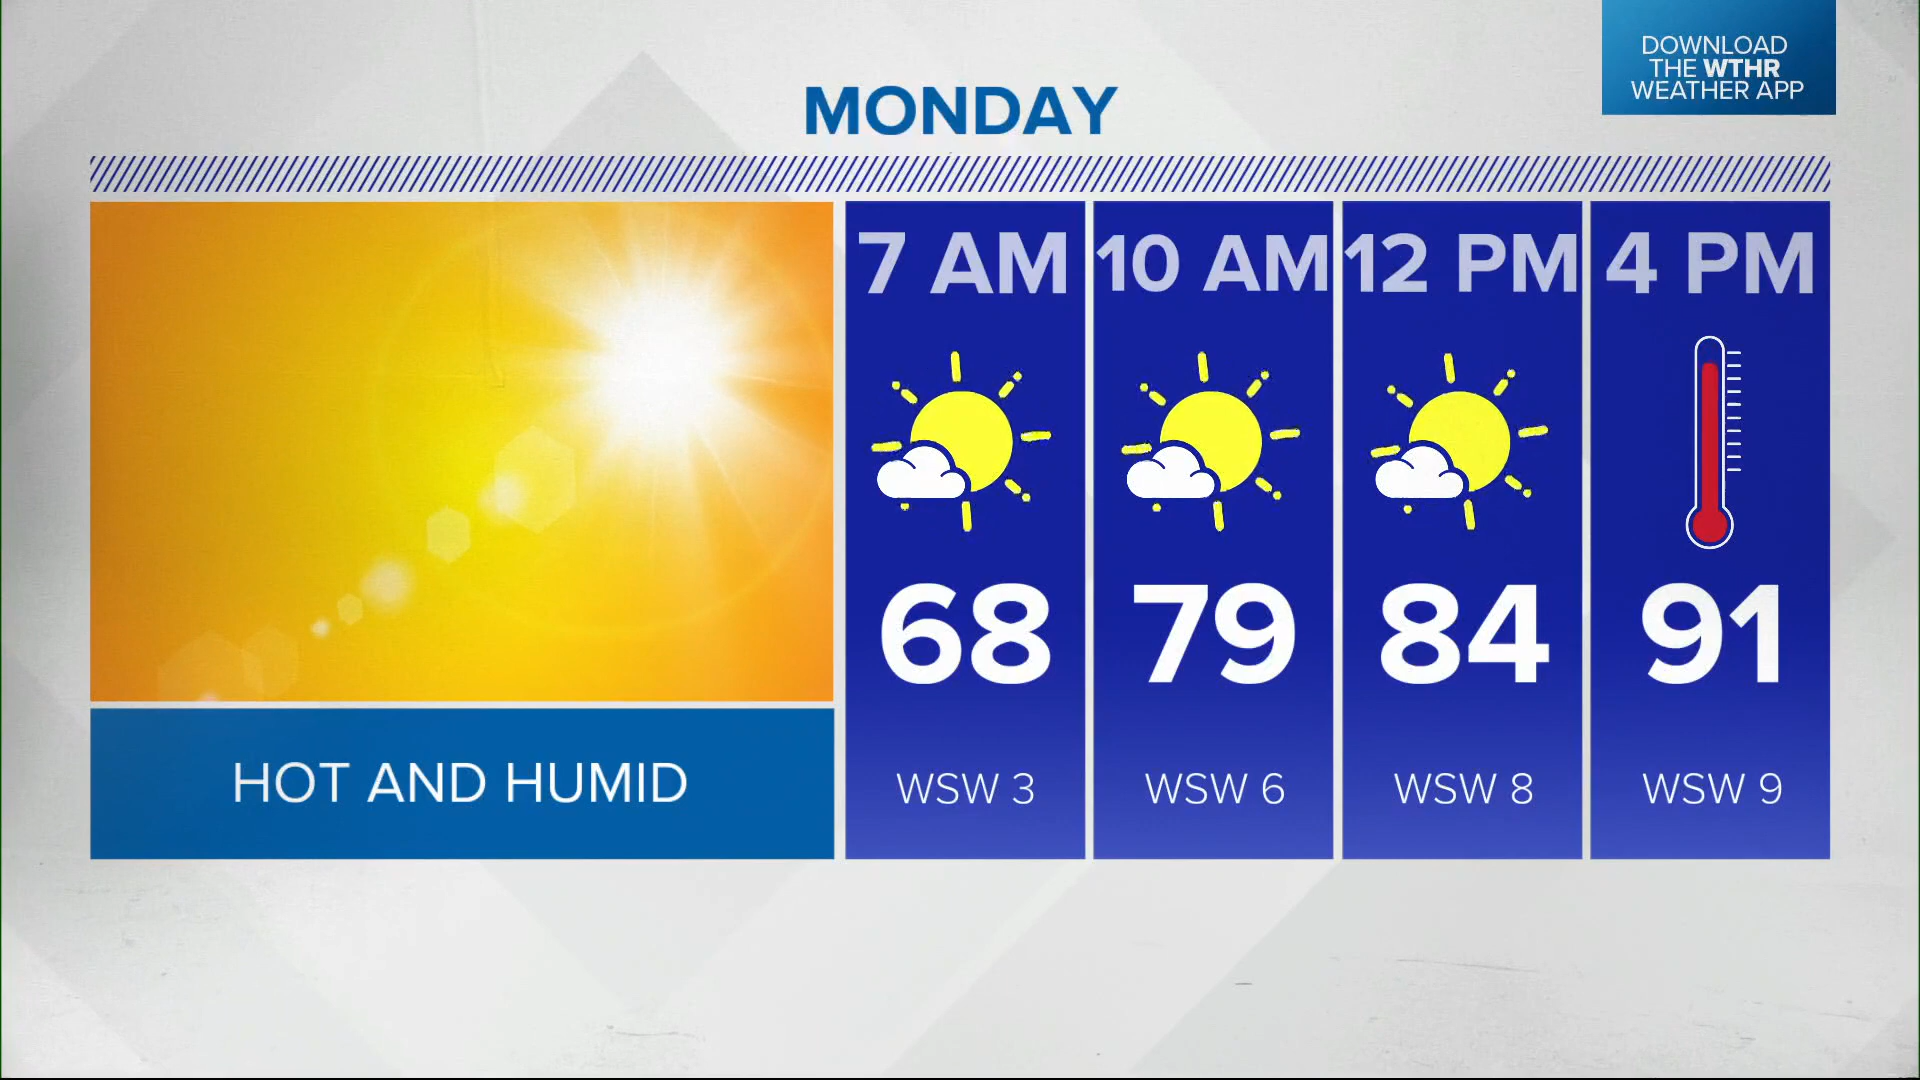 DOWNLOAD
THE WTHR
WEATHER APP
MONDAY
7 AM
68
WSW 3
10 AM
79
WSW 6
12 PM
84
WSW 8
4 PM
91
WSW 9
HOT AND HUMID